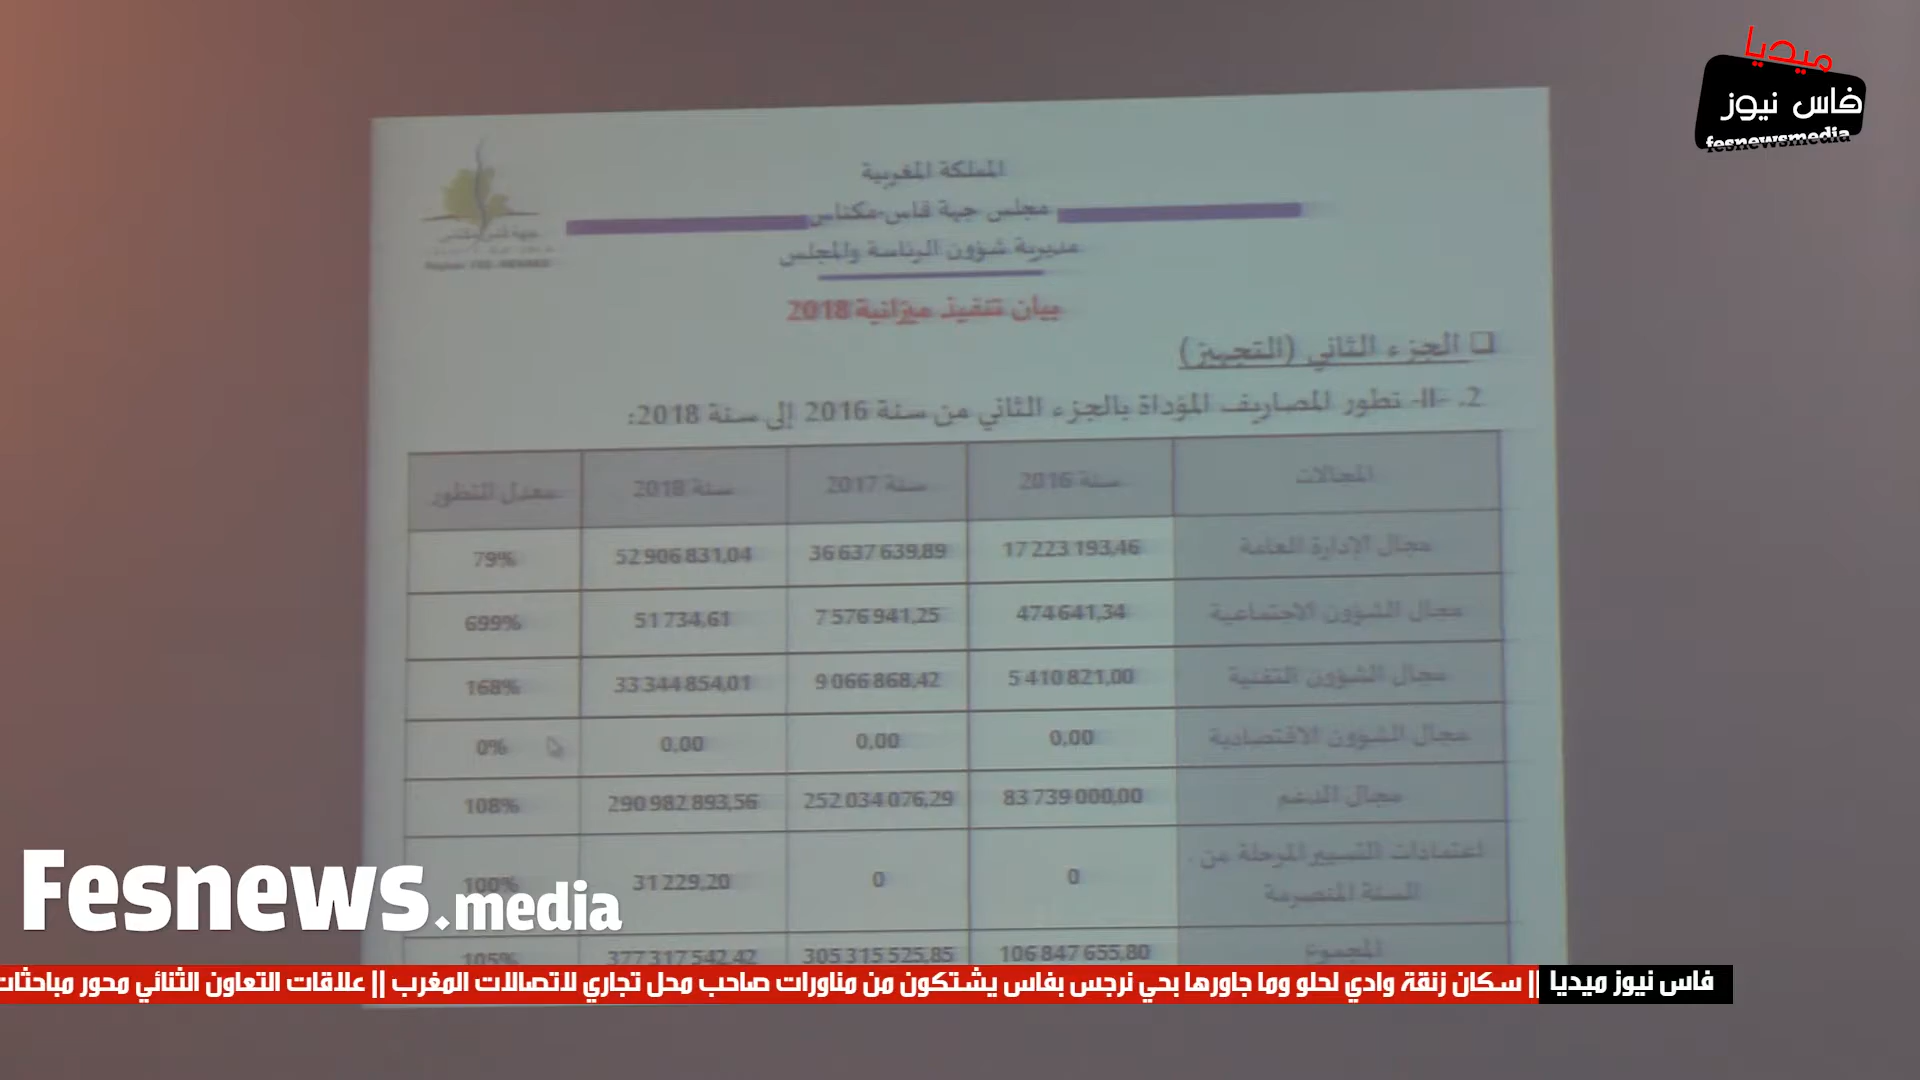 ميديا
فاس نيوز
fesnewsmedia
المملكة المغربية
مجلس جهة فاس-مكناس
مديرية شؤون الرئاسة والمجلس
جهة فاس مكناس
بيان تنفيذ ميزانية 2018
الجزء الثاني (التجهيز)
2. -II- تطور المصاريف المؤداة بالجزء الثاني من سنة 2016 إلى سنة 2018:
المجالات سنة 2016 سنة 2017 سنة 2018 معدل التطور
مجال الإدارة العامة 17 223 193,46 36 637 639,89 52 906 831,04 79%
مجال الشؤون الاجتماعية 474 641,34 7 576 941,25 51 734,61 699%
مجال الشؤون التقنية 5 410 821,00 9 066 868,42 33 344 854,01 168%
مجال الشؤون الاقتصادية 0,00 0,00 0,00 0%
مجال الدعم 83 739 000,00 252 034 076,29 290 982 893,56 108%
اعتمادات التسيير المرحلة من
السنة المنصرمة 0 0 31 229,20 100%
المجموع 106 847 655,80 305 315 525,85 377 317 542,42 105%
Fesnews.media
فاس نيوز ميديا || سكان زنقة وادي لحلو وما جاورها بحي نرجس بفاس يشتكون من مناورات صاحب محل تجاري لاتصالات المغرب || علاقات التعاون الثنائي محور مباحثات